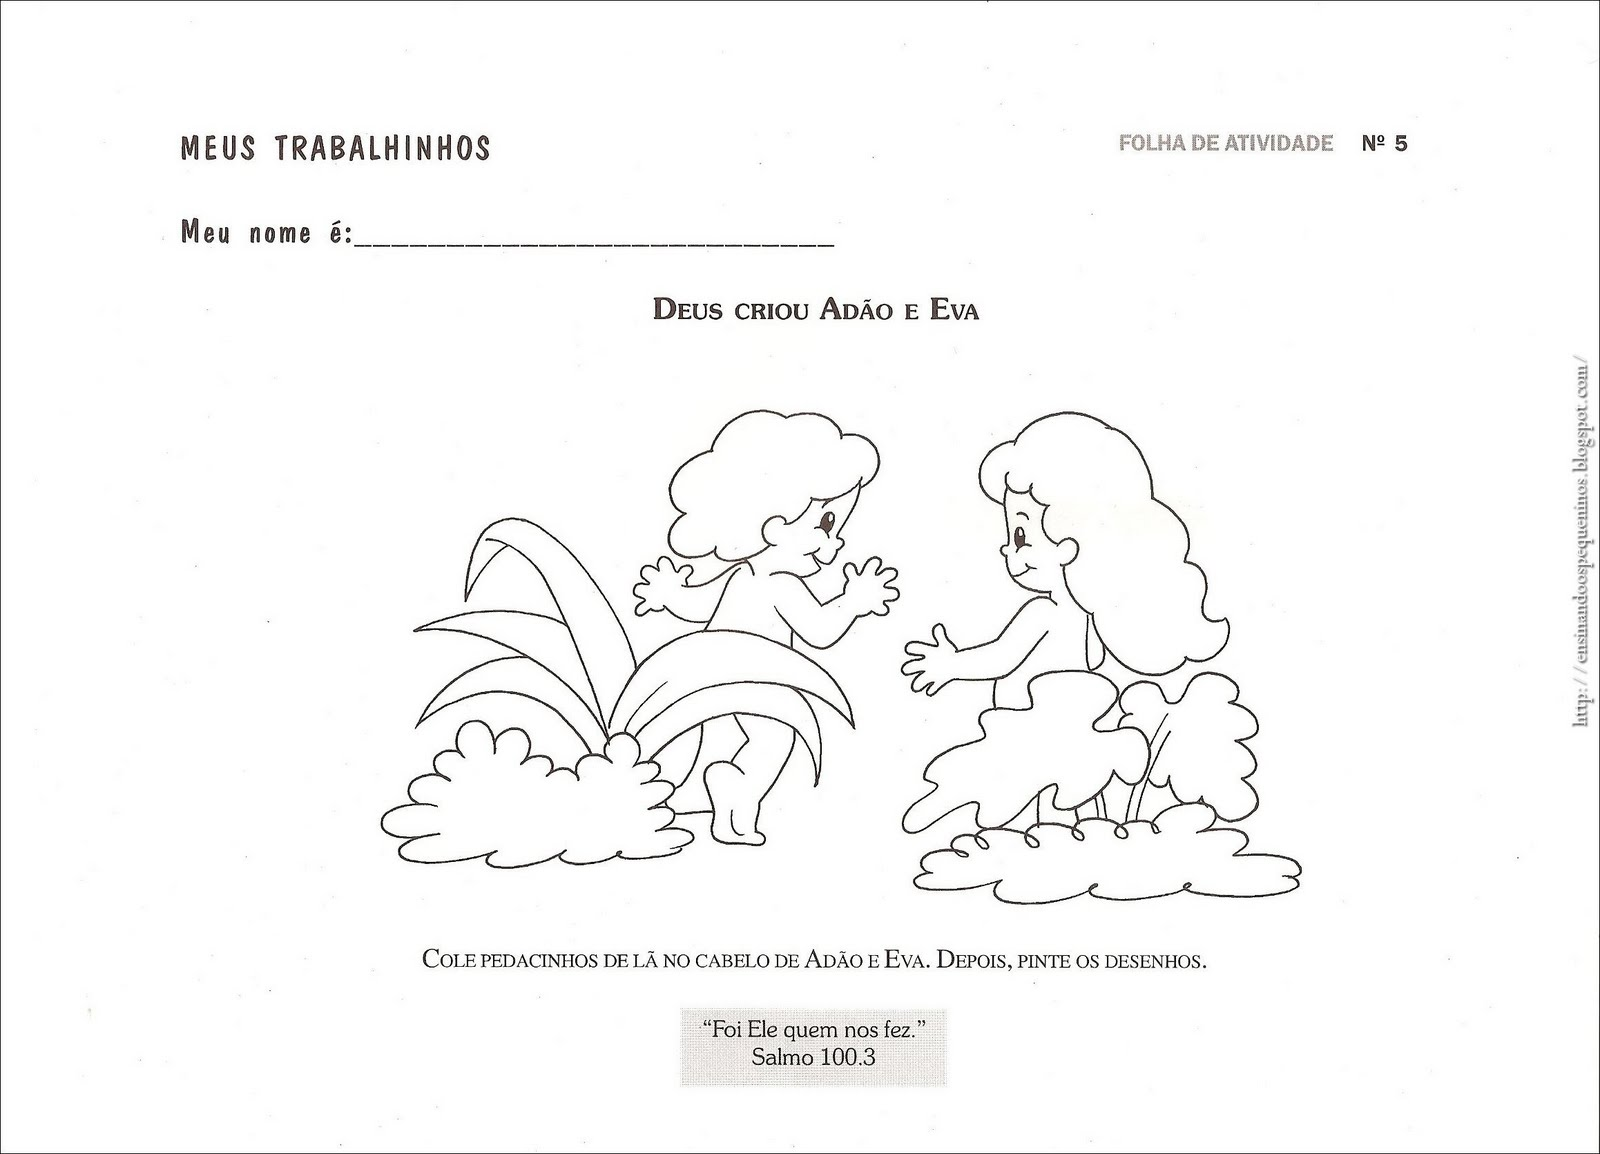 MEUS TRABALHINHOS
FOLHA DE ATIVIDADE Nº 5
Meu nome é:__________________________
DEUS CRIOU ADÃO E EVA
http://ensinandoospequeninos.blogspot.com/
COLE PEDACINHOS DE LÃ NO CABELO DE ADÃO E EVA. DEPOIS, PINTE OS DESENHOS.
“Foi Ele quem nos fez.”
Salmo 100.3